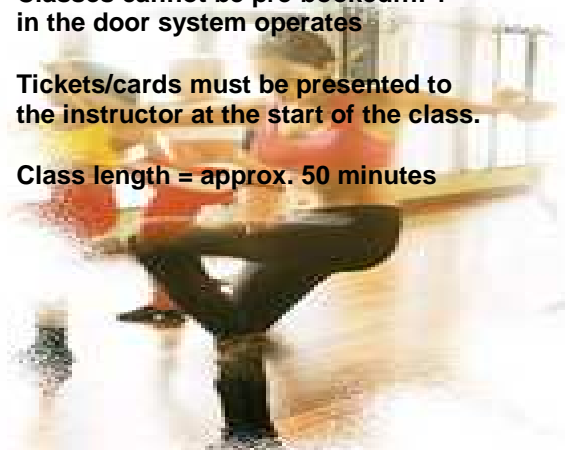 in the door system operates
Tickets/cards must be presented to
the instructor at the start of the class.
Class length = approx. 50 minutes